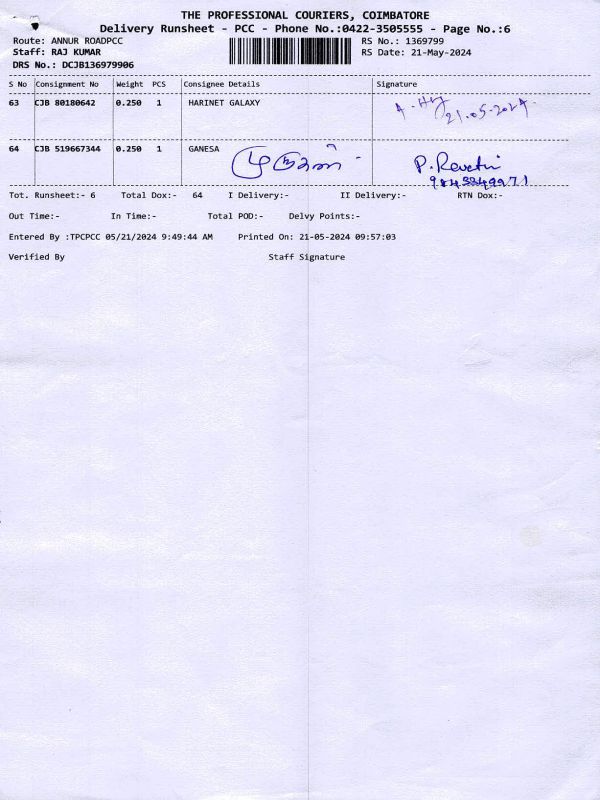 THE PROFESSIONAL COURIERS, COIMBATORE
Delivery Runsheet - PCC - Phone No.:0422-3505555 - Page No.:6
Route: ANNUR ROADPCC
RS No.: 1369799
Staff: RAJ KUMAR
RS Date: 21-May-2024
DRS No.: DCJB136979906
S No Consignment No Weight PCS Consignee Details Signature
63 CJB 80180642 0.250 1 HARINET GALAXY
21.05-2024.
64 CJB 519667344 0.250 1 GANESA
P. Revathi
Tot. Runsheet:- 6 Total Dox:- 64 I Delivery:- II Delivery:- RTN Dox:-
Out Time:- In Time:- Total POD:- Delvy Points:-
Entered By :TPCPCC 05/21/2024 9:49:44 AM Printed On: 21-05-2024 09:57:03
Verified By Staff Signature